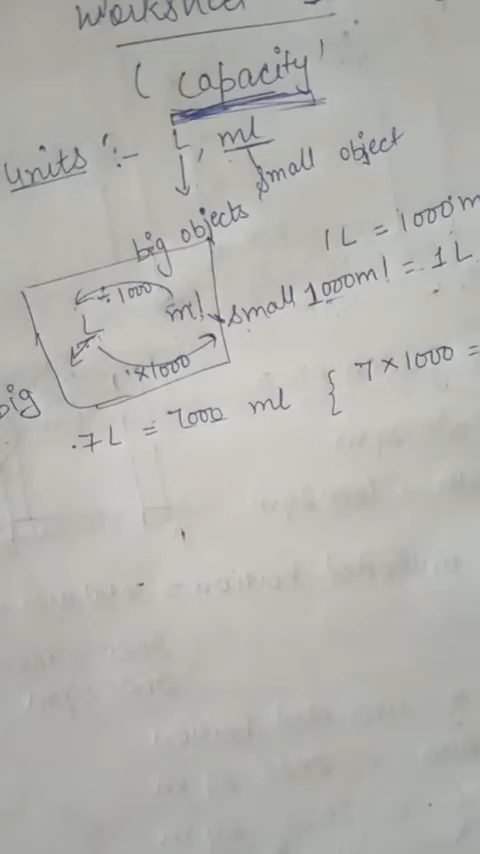 Worksheet
( Capacity )
Units :- L, ml
small object
big objects
1L = 1000m
÷1000
L ml small 1000ml = 1L
×1000
big
.7L = 7000 ml { 7×1000 =